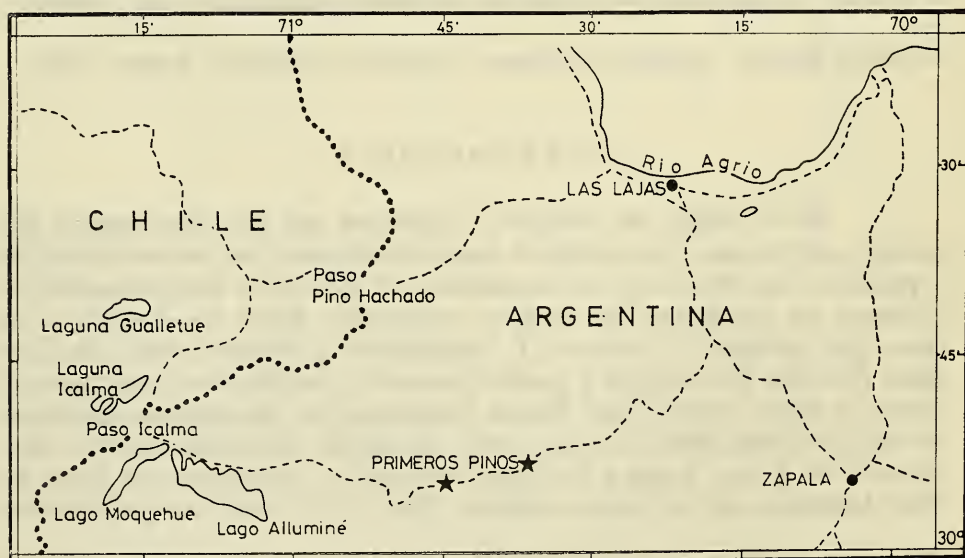 15' 71° 45' 30' 15' 70°
Rio Agrio
30'
LAS LAJAS
CHILE
Paso
Pino Hachado
ARGENTINA
Laguna Gualletue
45'
Laguna
Icalma
Paso Icalma
PRIMEROS PINOS
ZAPALA
Lago Moquehue
Lago Alluminé
30'